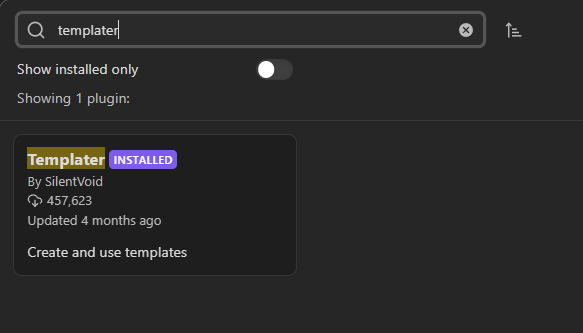 templater
Show installed only
Showing 1 plugin:
Templater INSTALLED
By SilentVoid
457,623
Updated 4 months ago
Create and use templates